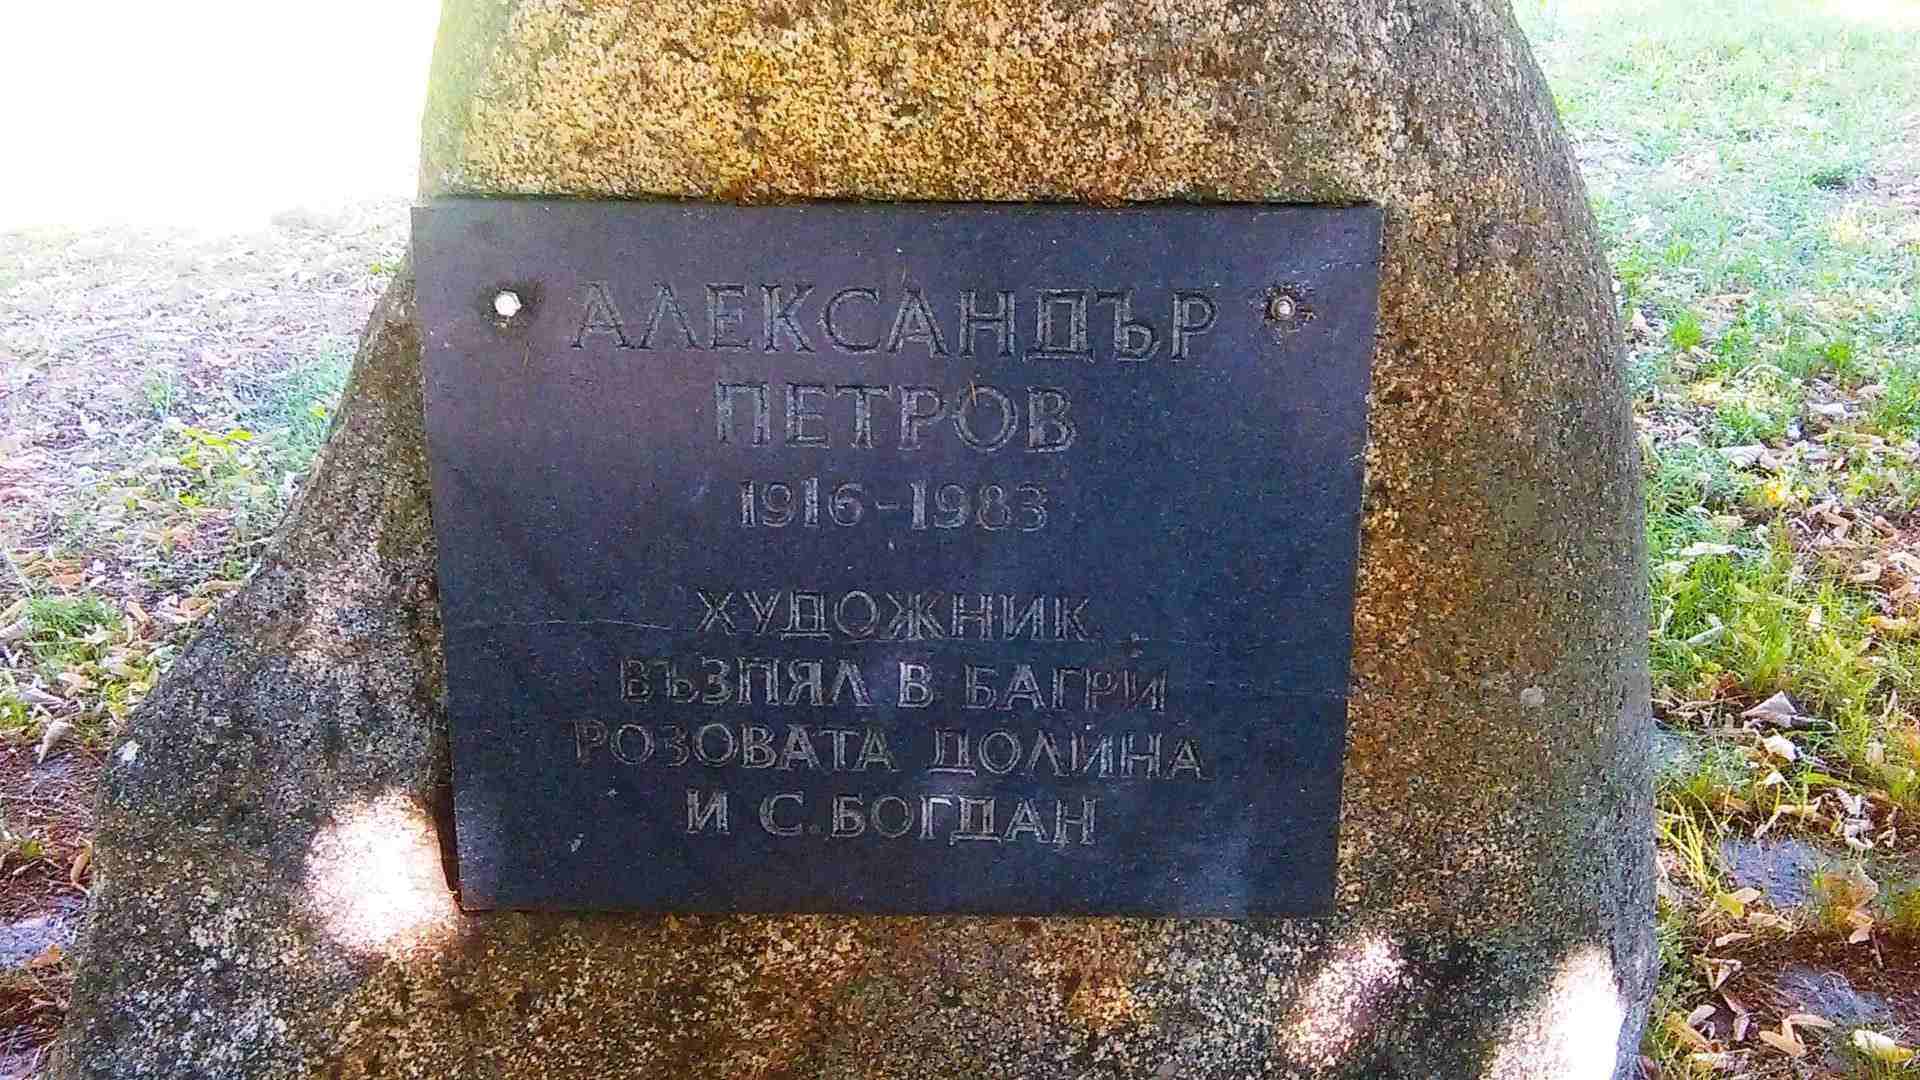 АЛЕКСАНДЪР
ПЕТРОВ
1916-1983
ХУДОЖНИК
ВЪЗПЯЛ В БАГРИ
РОЗОВАТА ДОЛИНА
И С.БОГДАН